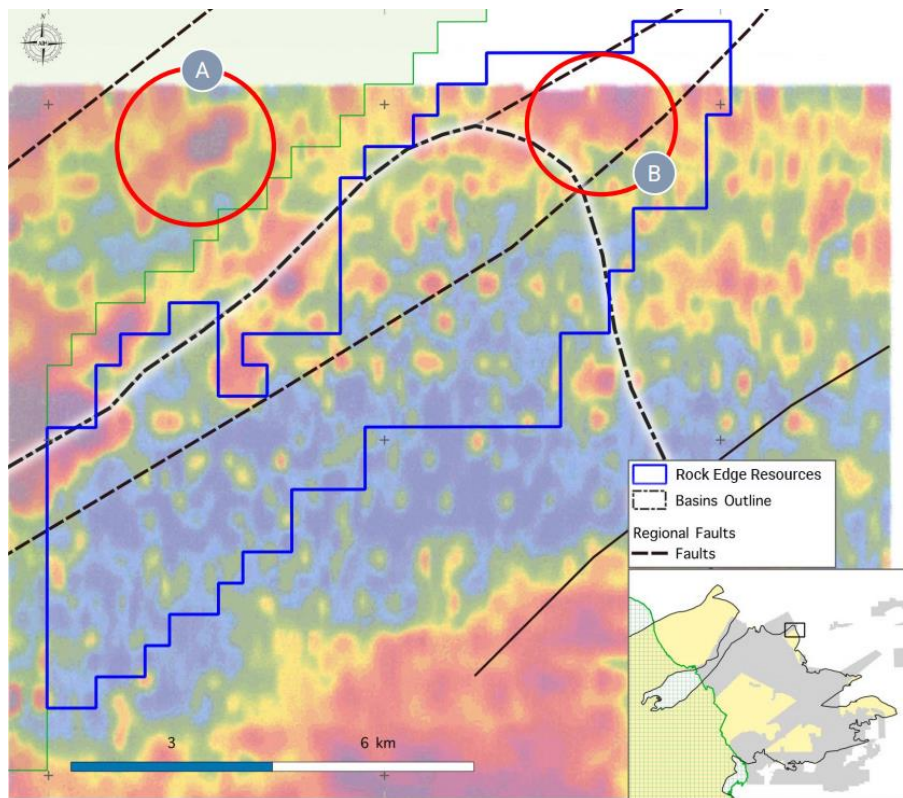 N
A
B
Rock Edge Resources
Basins Outline
Regional Faults
Faults
3
6 km